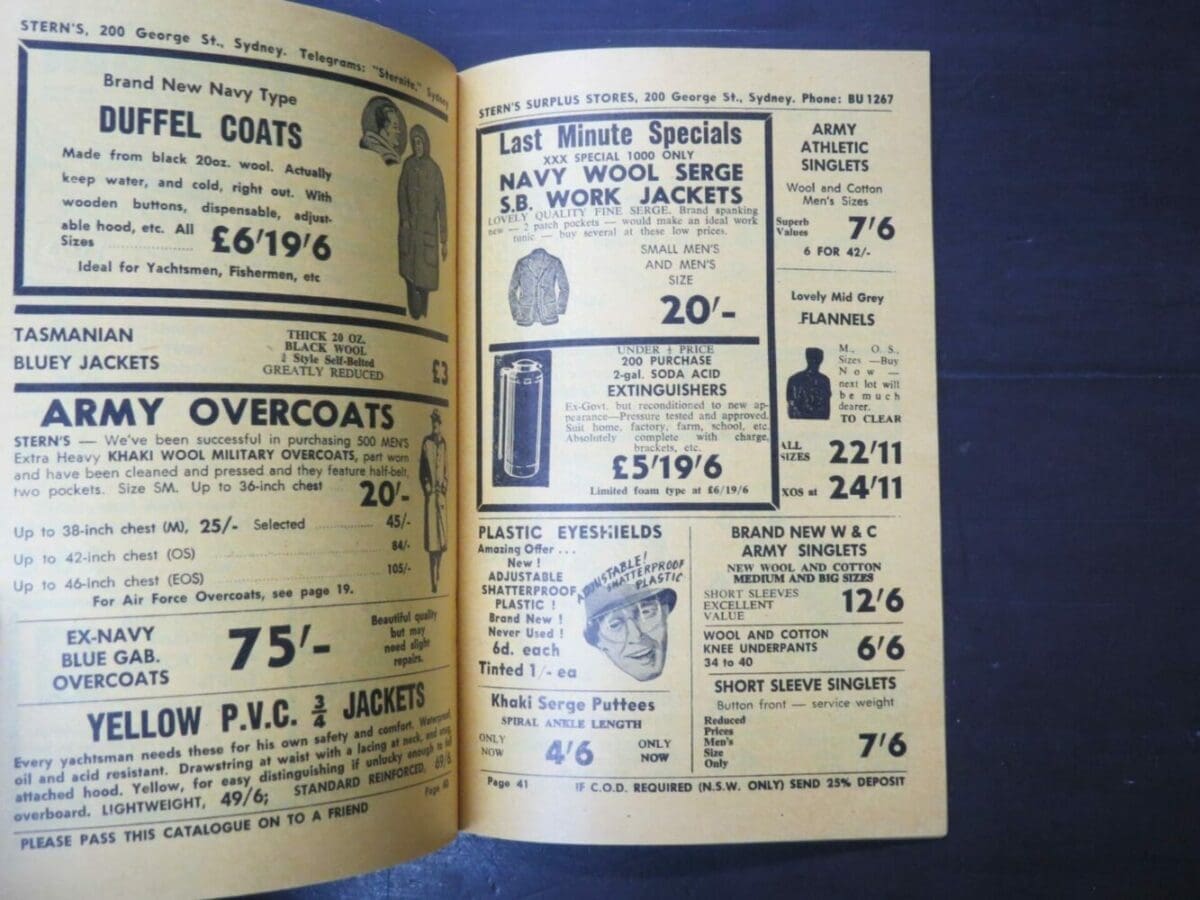 STERN'S, 200 George St., Sydney. Telegrams: "Sternite," Sydney
Brand New Navy Type
DUFFEL COATS
Made from black 20oz. wool. Actually
keep water, and cold, right out. With
wooden buttons, dispensable, adjust-
able hood, etc. All
Sizes £6/19/6
Ideal for Yachtsmen, Fishermen, etc
TASMANIAN
BLUEY JACKETS
THICK 20 OZ.
BLACK WOOL
¾ Style Self-Belted
GREATLY REDUCED
£3
ARMY OVERCOATS
STERN'S — We've been successful in purchasing 500 MEN'S
Extra Heavy KHAKI WOOL MILITARY OVERCOATS, part worn
and have been cleaned and pressed and they feature half-belt,
two pockets. Size SM. Up to 36-inch chest 20/-
Up to 38-inch chest (M), 25/- Selected 45/-
Up to 42-inch chest (OS) 84/-
Up to 46-inch chest (EOS) 105/-
For Air Force Overcoats, see page 19.
EX-NAVY
BLUE GAB.
OVERCOATS
75/-
Beautiful quality
but may
need slight
repairs.
YELLOW P.V.C. ¾ JACKETS
Every yachtsman needs these for his own safety and comfort. Waterproof,
oil and acid resistant. Drawstring at waist with a lacing at neck, and snug
attached hood. Yellow, for easy distinguishing if unlucky enough to fall
overboard. LIGHTWEIGHT, 49/6; STANDARD REINFORCED, 69/6.
Page 40
PLEASE PASS THIS CATALOGUE ON TO A FRIEND
STERN'S SURPLUS STORES, 200 George St., Sydney. Phone: BU 1267
Last Minute Specials
XXX SPECIAL 1000 ONLY
NAVY WOOL SERGE
S.B. WORK JACKETS
LOVELY QUALITY FINE SERGE. Brand spanking
new — 2 patch pockets — would make an ideal work
tunic — buy several at these low prices.
SMALL MEN'S
AND MEN'S
SIZE
20/-
UNDER ½ PRICE
200 PURCHASE
2-gal. SODA ACID
EXTINGUISHERS
Ex-Govt. but reconditioned to new ap-
pearance—Pressure tested and approved.
Suit home, factory, farm, school, etc.
Absolutely complete with charge,
brackets, etc.
£5/19/6
Limited foam type at £6/19/6
ARMY
ATHLETIC
SINGLETS
Wool and Cotton
Men's Sizes
Superb
Values 7/6
6 FOR 42/-
Lovely Mid Grey
FLANNELS
M., O. S.,
Sizes —Buy
Now —
next lot will
be much
dearer.
TO CLEAR
ALL
SIZES 22/11
XOS at 24/11
PLASTIC EYESHIELDS
Amazing Offer ...
New !
ADJUSTABLE
SHATTERPROOF
PLASTIC !
Brand New !
Never Used !
6d. each
Tinted 1/- ea
ADJUSTABLE!
SHATTERPROOF
PLASTIC
Khaki Serge Puttees
SPIRAL ANKLE LENGTH
ONLY
NOW
4/6
ONLY
NOW
BRAND NEW W & C
ARMY SINGLETS
NEW WOOL AND COTTON
MEDIUM AND BIG SIZES
SHORT SLEEVES
EXCELLENT
VALUE
12/6
WOOL AND COTTON
KNEE UNDERPANTS
34 to 40
6/6
SHORT SLEEVE SINGLETS
Button front — service weight
Reduced
Prices
Men's
Size
Only
7/6
Page 41
IF C.O.D. REQUIRED (N.S.W. ONLY) SEND 25% DEPOSIT